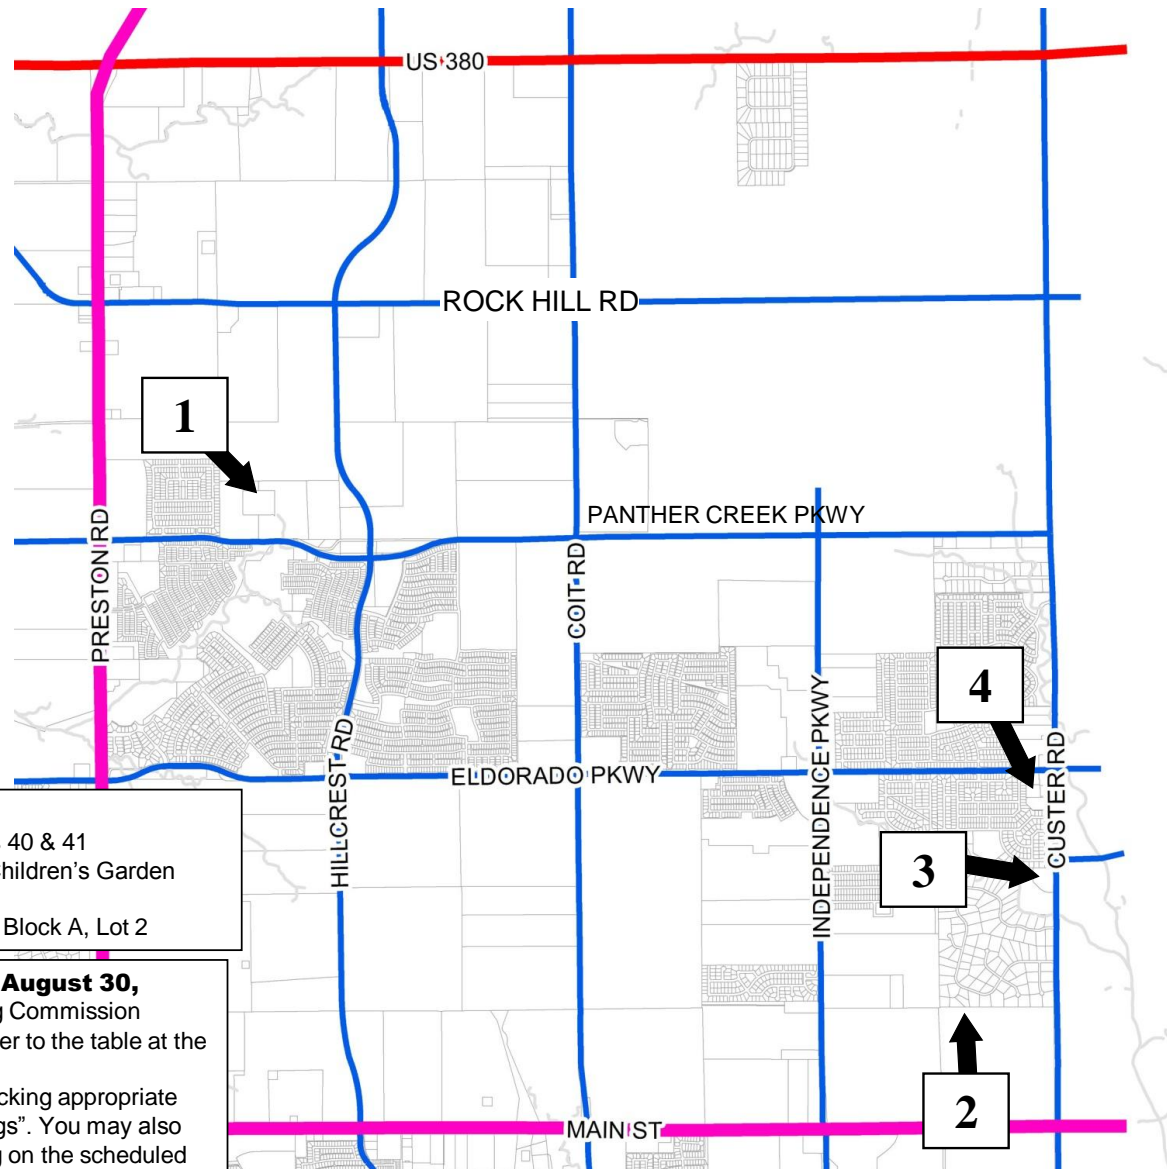 US 380
ROCK HILL RD
1
PANTHER CREEK PKWY
PRESTON RD
COIT RD
4
INDEPENDENCE PKWY
HILLCREST RD
ELDORADO PKWY
CUSTER RD
3
40 & 41
Children's Garden
Block A, Lot 2
August 30,
g Commission
er to the table at the
cking appropriate
gs". You may also
g on the scheduled
2
MAIN ST